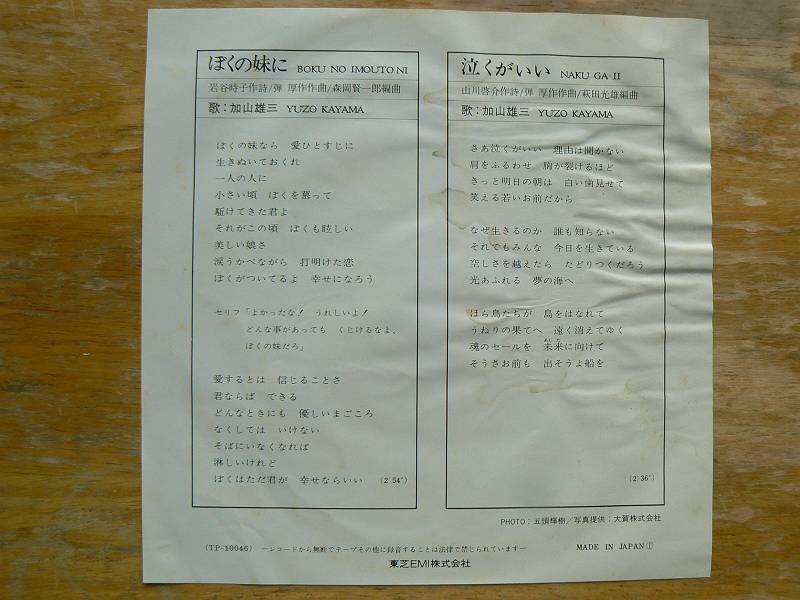 ぼくの妹に BOKU NO IMOUTO NI
岩谷時子作詩/弾 厚作作曲/森岡賢一郎編曲
歌:加山雄三 YUZO KAYAMA
ぼくの妹なら 愛ひとすじに
生きぬいておくれ
一人の人に
小さい頃 ぼくを慕って
駈けてきた君よ
それがこの頃 ぼくも眩しい
美しい娘さ
涙うかべながら 打明けた恋
ぼくがついてるよ 幸せになろう
セリフ「よかったな! うれしいよ!
どんな事があっても くじけるなよ、
ぼくの妹だろ」
愛するとは 信じることさ
君ならば できる
どんなときにも 優しいまごころ
なくしては いけない
そばにいなくなれば
淋しいけれど
ぼくはただ君が 幸せならいい (2'54")
泣くがいい NAKU GA II
山川啓介作詩/弾 厚作作曲/萩田光雄編曲
歌:加山雄三 YUZO KAYAMA
さあ泣くがいい 理由は聞かない
肩をふるわせ 胸が裂けるほど
きっと明日の朝は 白い歯見せて
笑える若いお前だから
なぜ生きるのか 誰も知らない
それでもみんな 今日を生きている
空しさを越えたら たどりつくだろう
光あふれる 夢の海へ
ほら鳥たちが 島をはなれて
うねりの果てへ 遠く消えてゆく
あした
魂のセールを 未来に向けて
そうさお前も 出そうよ船を
(2'36")
PHOTO:五頭輝樹/写真提供:大賀株式会社
(TP-10046) —レコードから無断でテープその他に録音することは法律で禁じられています— MADE IN JAPAN①
東芝EMI株式会社